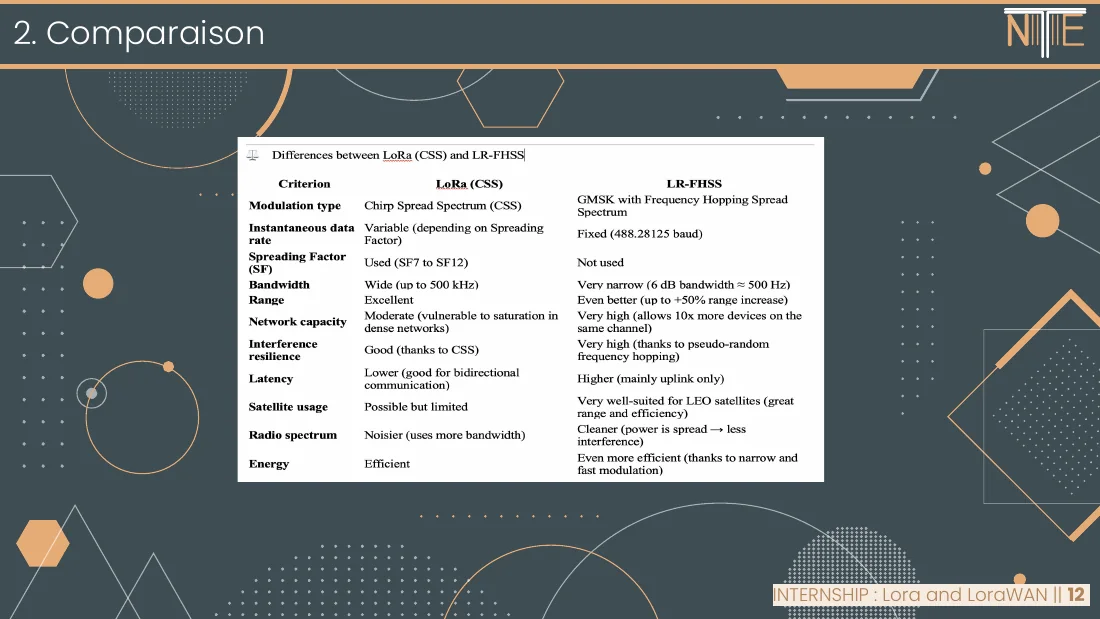 2. Comparaison
NTE
Differences between LoRa (CSS) and LR-FHSS
Criterion LoRa (CSS) LR-FHSS
Modulation type Chirp Spread Spectrum (CSS) GMSK with Frequency Hopping Spread
Spectrum
Instantaneous data Variable (depending on Spreading
rate Factor) Fixed (488.28125 baud)
Spreading Factor
(SF) Used (SF7 to SF12) Not used
Bandwidth Wide (up to 500 kHz) Very narrow (6 dB bandwidth ≈ 500 Hz)
Range Excellent Even better (up to +50% range increase)
Network capacity Moderate (vulnerable to saturation in Very high (allows 10x more devices on the
dense networks) same channel)
Interference Very high (thanks to pseudo-random
resilience Good (thanks to CSS) frequency hopping)
Latency Lower (good for bidirectional
communication) Higher (mainly uplink only)
Satellite usage Possible but limited Very well-suited for LEO satellites (great
range and efficiency)
Radio spectrum Noisier (uses more bandwidth) Cleaner (power is spread → less
interference)
Energy Efficient Even more efficient (thanks to narrow and
fast modulation)
INTERNSHIP : Lora and LoraWAN || 12